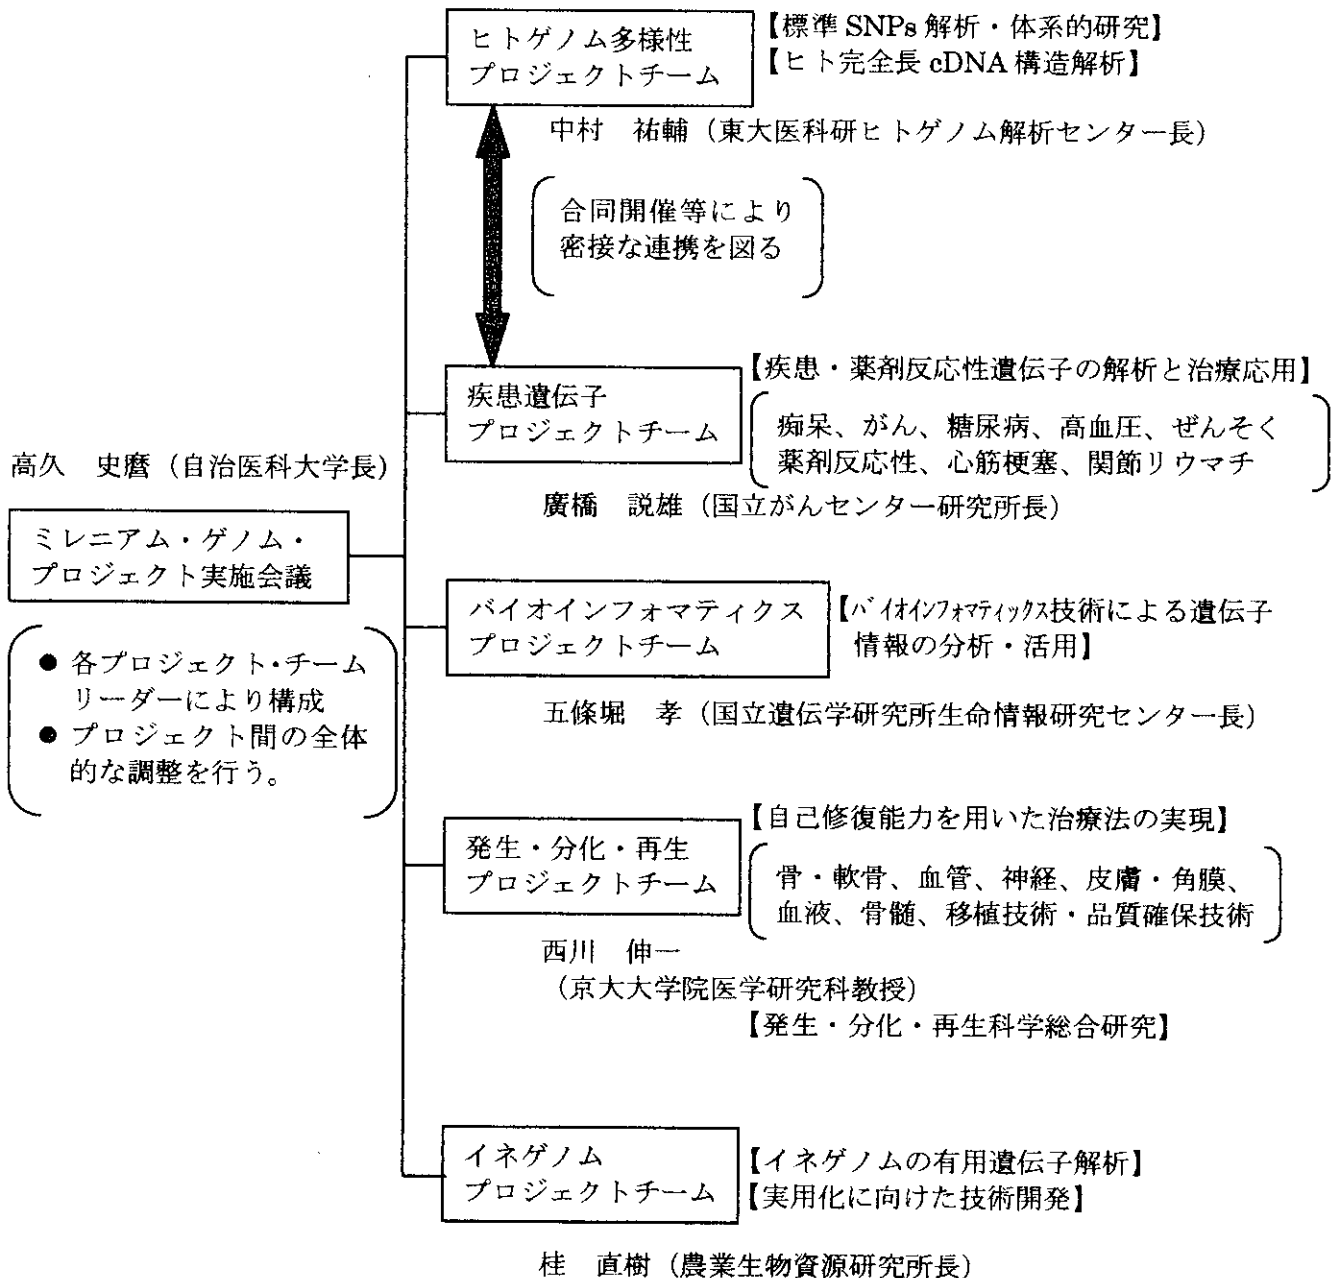 ヒトゲノム多様性
プロジェクトチーム
【標準 SNPs 解析・体系的研究】
【ヒト完全長 cDNA 構造解析】
中村 祐輔（東大医科研ヒトゲノム解析センター長）
合同開催等により
密接な連携を図る
疾患遺伝子
プロジェクトチーム
【疾患・薬剤反応性遺伝子の解析と治療応用】
痴呆、がん、糖尿病、高血圧、ぜんそく
薬剤反応性、心筋梗塞、関節リウマチ
廣橋 説雄（国立がんセンター研究所長）
高久 史麿（自治医科大学長）
ミレニアム・ゲノム・
プロジェクト実施会議
● 各プロジェクト・チーム
リーダーにより構成
● プロジェクト間の全体
的な調整を行う。
バイオインフォマティクス
プロジェクトチーム
【バイオインフォマティックス技術による遺伝子
情報の分析・活用】
五條堀 孝（国立遺伝学研究所生命情報研究センター長）
発生・分化・再生
プロジェクトチーム
【自己修復能力を用いた治療法の実現】
骨・軟骨、血管、神経、皮膚・角膜、
血液、骨髄、移植技術・品質確保技術
西川 伸一
（京大大学院医学研究科教授）
【発生・分化・再生科学総合研究】
イネゲノム
プロジェクトチーム
【イネゲノムの有用遺伝子解析】
【実用化に向けた技術開発】
桂 直樹（農業生物資源研究所長）